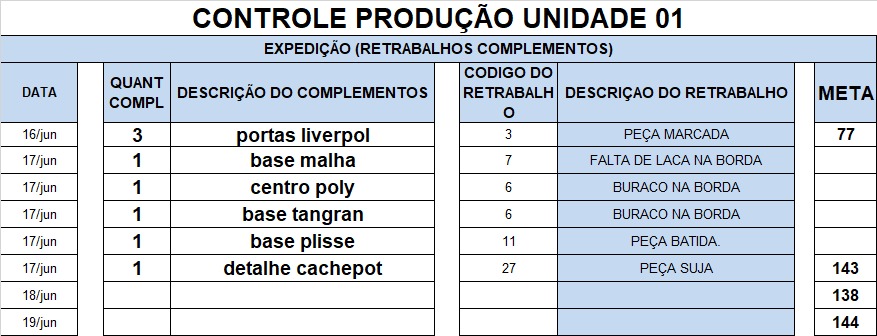 CONTROLE PRODUÇÃO UNIDADE 01
EXPEDIÇÃO (RETRABALHOS COMPLEMENTOS)
DATA QUANT COMPL DESCRIÇÃO DO COMPLEMENTOS CODIGO DO RETRABALHO DESCRIÇAO DO RETRABALHO META
16/jun 3 portas liverpol 3 PEÇA MARCADA 77
17/jun 1 base malha 7 FALTA DE LACA NA BORDA
17/jun 1 centro poly 6 BURACO NA BORDA
17/jun 1 base tangran 6 BURACO NA BORDA
17/jun 1 base plisse 11 PEÇA BATIDA.
17/jun 1 detalhe cachepot 27 PEÇA SUJA 143
18/jun 138
19/jun 144